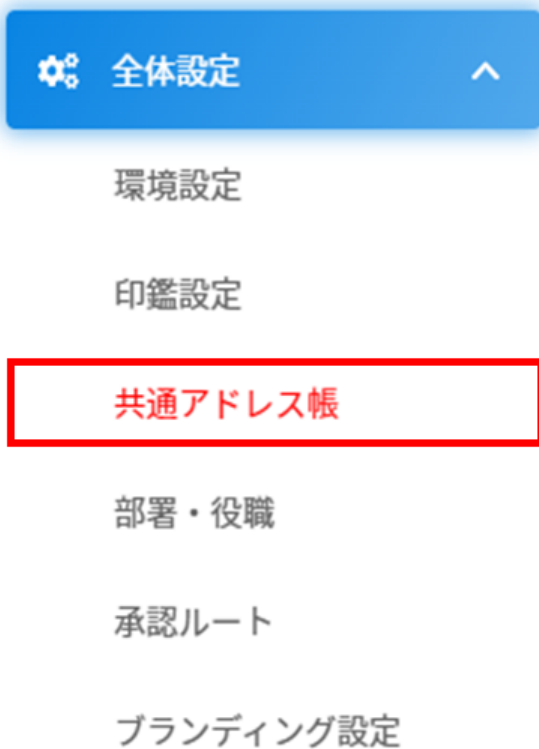 全体設定
環境設定
印鑑設定
共通アドレス帳
部署・役職
承認ルート
ブランディング設定